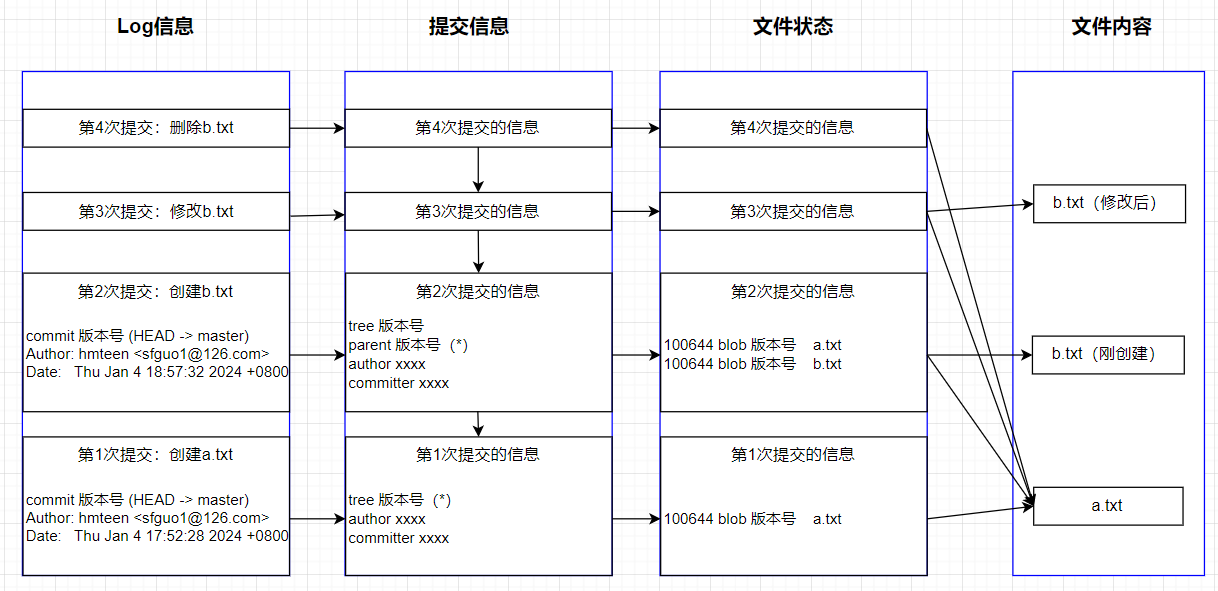 Log信息
提交信息
文件状态
文件内容
第4次提交：删除b.txt
第4次提交的信息
第4次提交的信息
第3次提交：修改b.txt
第3次提交的信息
第3次提交的信息
b.txt（修改后）
第2次提交：创建b.txt
commit 版本号 (HEAD -> master)
Author: hmteen <sfguo1@126.com>
Date:   Thu Jan 4 18:57:32 2024 +0800
第2次提交的信息
tree 版本号
parent 版本号（*）
author xxxx
committer xxxx
第2次提交的信息
100644 blob 版本号    a.txt
100644 blob 版本号    b.txt
b.txt（刚创建）
第1次提交：创建a.txt
commit 版本号 (HEAD -> master)
Author: hmteen <sfguo1@126.com>
Date:   Thu Jan 4 17:52:28 2024 +0800
第1次提交的信息
tree 版本号（*）
author xxxx
committer xxxx
第1次提交的信息
100644 blob 版本号    a.txt
a.txt